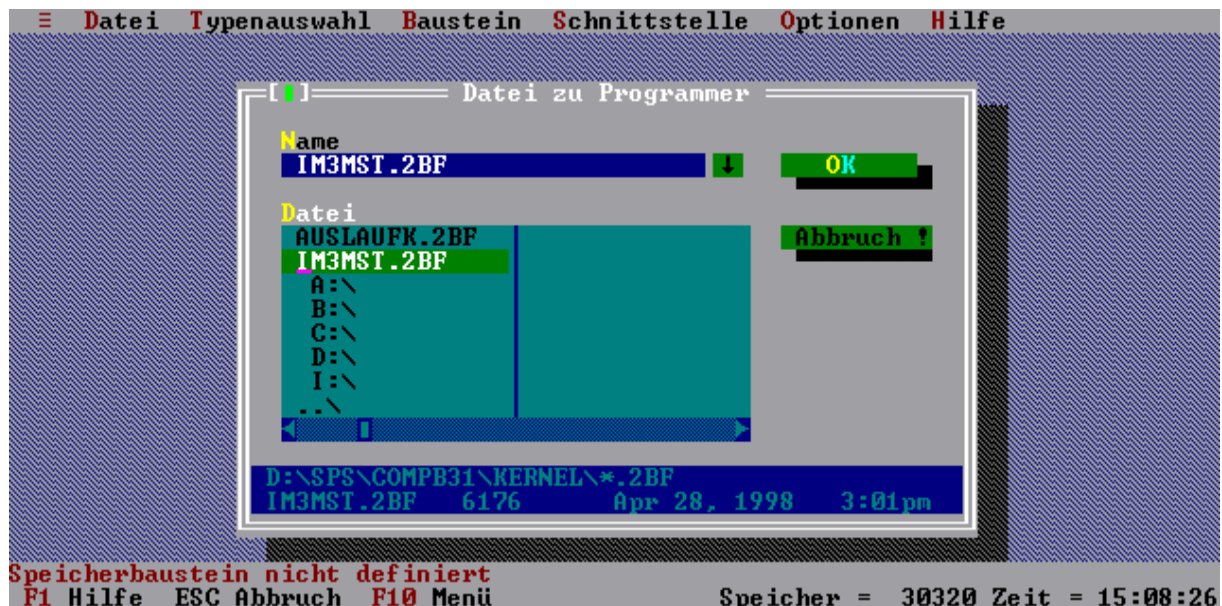 ≡ Datei Typenauswahl Baustein Schnittstelle Optionen Hilfe
[▮] Datei zu Programmer
Name
IM3MST.2BF ↓ OK
Datei
AUSLAUFK.2BF Abbruch !
IM3MST.2BF
A:\
B:\
C:\
D:\
I:\
..\
D:\SPS\COMPB31\KERNEL\*.2BF
IM3MST.2BF 6176 Apr 28, 1998 3:01pm
Speicherbaustein nicht definiert
F1 Hilfe ESC Abbruch F10 Menü Speicher = 30320 Zeit = 15:08:26